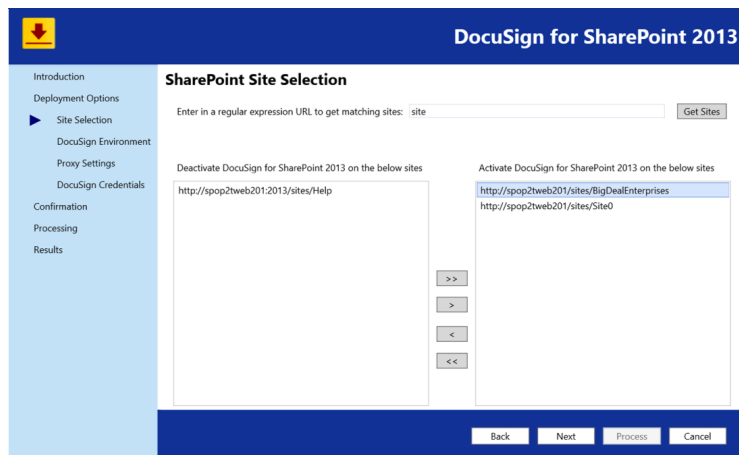 DocuSign for SharePoint 2013
Introduction
Deployment Options
Site Selection
DocuSign Environment
Proxy Settings
DocuSign Credentials
Confirmation
Processing
Results
SharePoint Site Selection
Enter in a regular expression URL to get matching sites: site
Get Sites
Deactivate DocuSign for SharePoint 2013 on the below sites
http://spop2tweb201:2013/sites/Help
>>
>
<
<<
Activate DocuSign for SharePoint 2013 on the below sites
http://spop2tweb201/sites/BigDealEnterprises
http://spop2tweb201/sites/Site0
Back Next Process Cancel